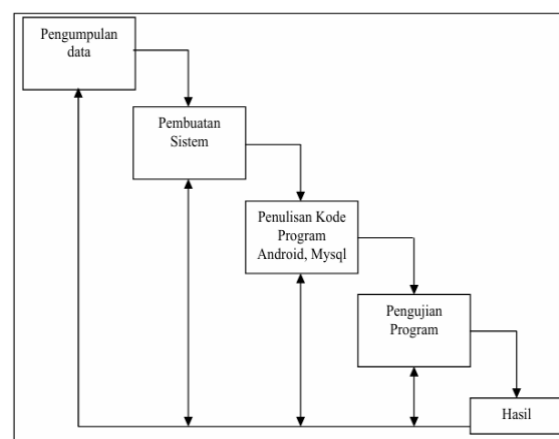 Pengumpulan
data
Pembuatan
Sistem
Penulisan Kode
Program
Android, Mysql
Pengujian
Program
Hasil